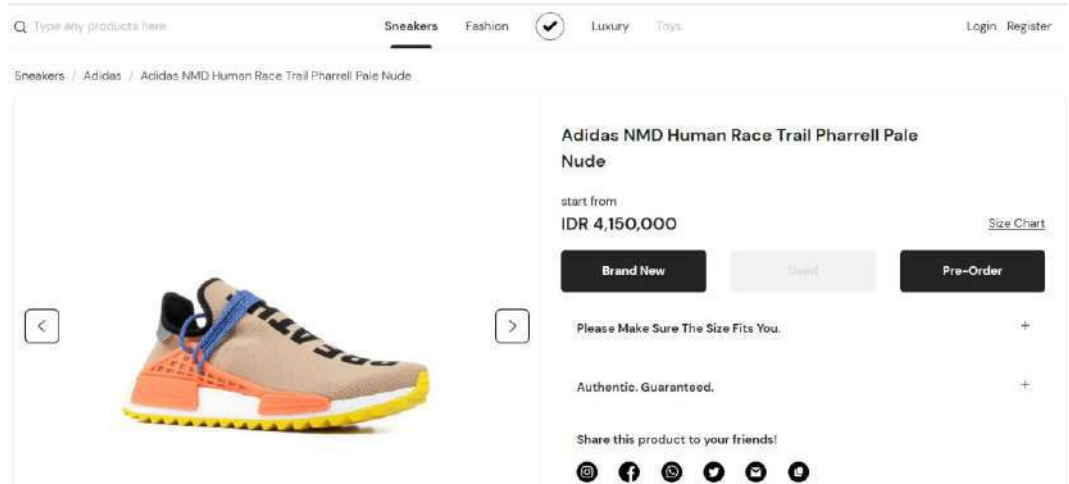 Type any products here
Sneakers Fashion Luxury Toys
Login Register
Sneakers / Adidas / Adidas NMD Human Race Trail Pharrell Pale Nude
Adidas NMD Human Race Trail Pharrell Pale
Nude
start from
IDR 4,150,000
Size Chart
Brand New
Used
Pre-Order
Please Make Sure The Size Fits You.
+
Authentic. Guaranteed.
+
Share this product to your friends!